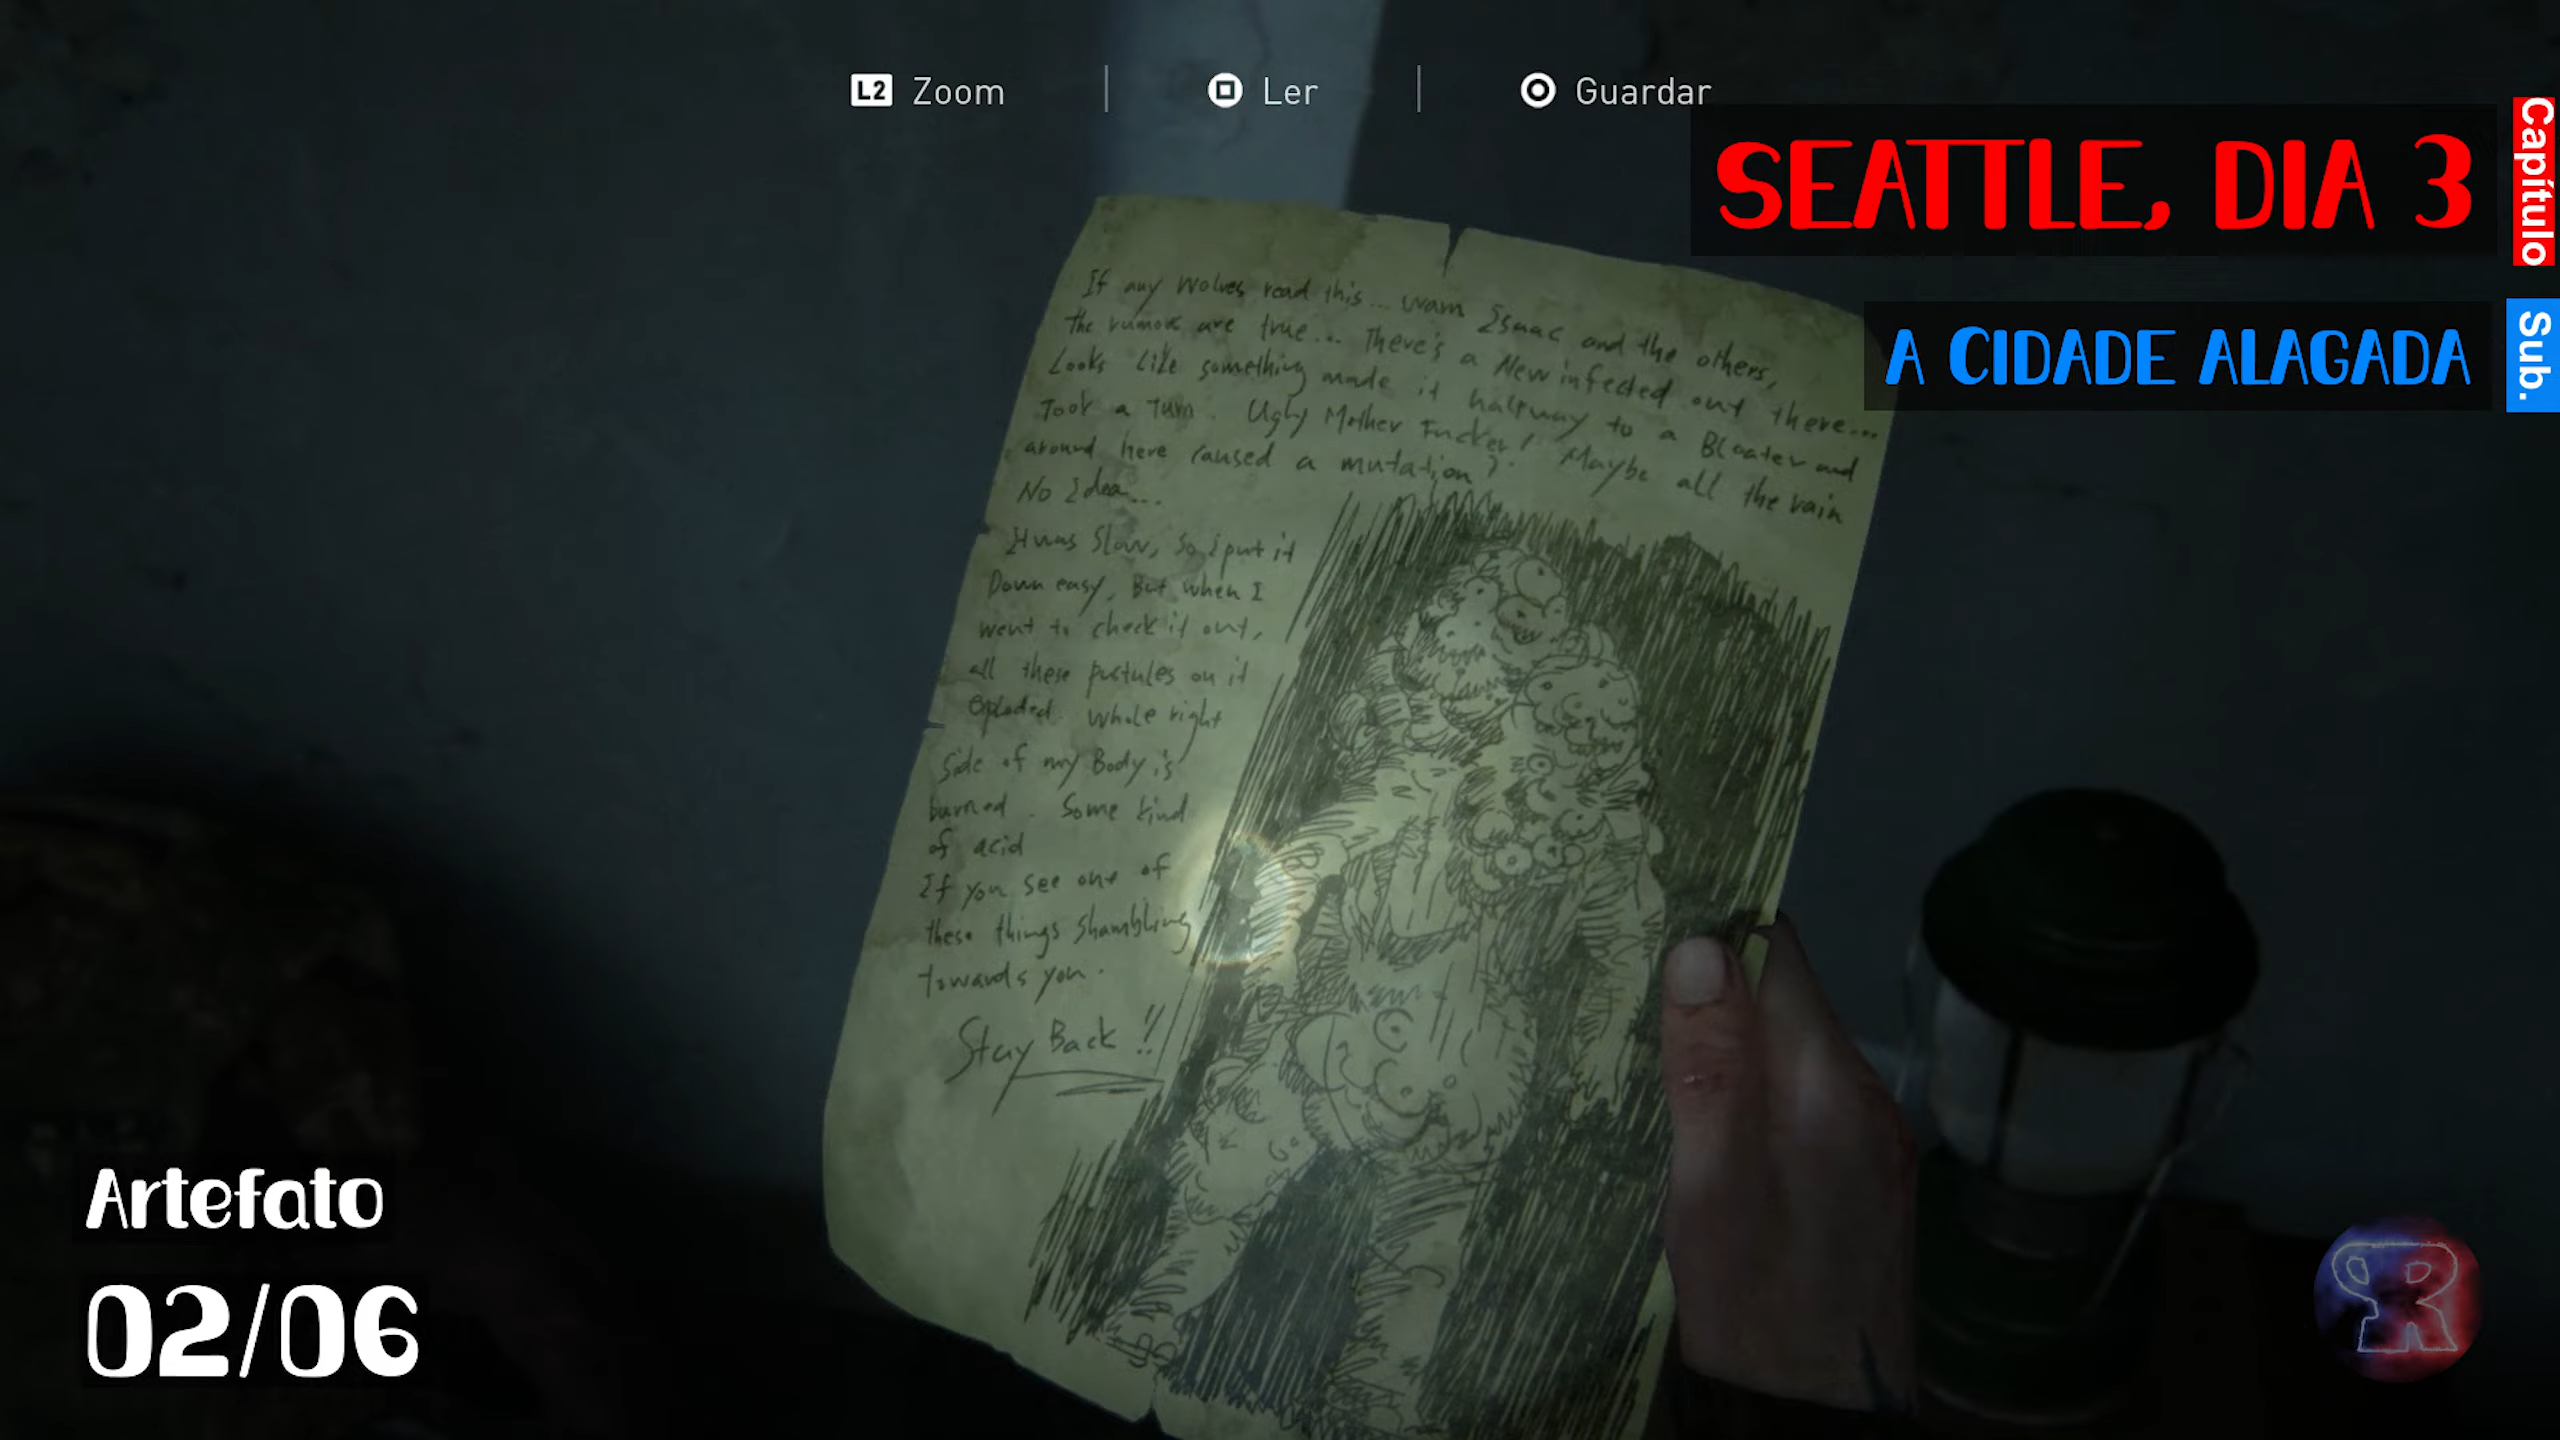 L2 Zoom
Ler
Guardar
SEATTLE, DIA 3
Capítulo
A CIDADE ALAGADA
Sub.
If any Wolves read this... warn Isaac and the others,
The rumors are true... There's a New infected out there...
Looks like something made it halfway to a Bloater and
Took a Turn. Ugly Mother Fucker! Maybe all the rain
around here caused a mutation?
No Idea...
It was Slow, So I put it
Down easy, But when I
went to check it out,
all these pustules on it
Exploded. Whole right
Side of my Body is
burned. Some kind
of acid
If you see one of
these things shambling
towards you.
Stay Back!!
Artefato
02/06